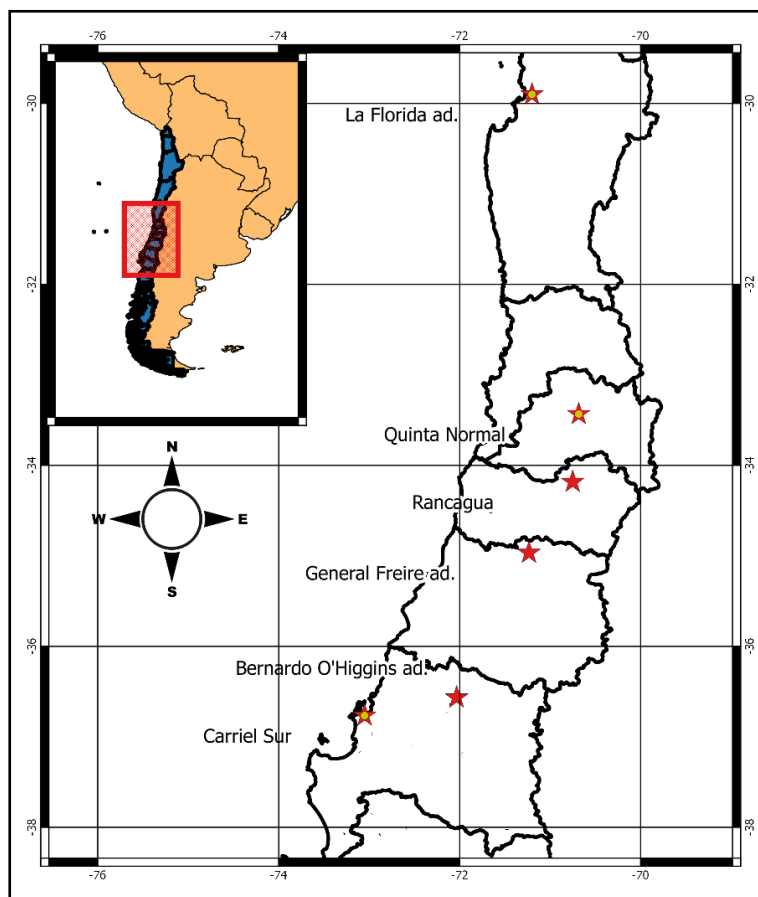 -76
-74
-72
-70
-30
La Florida ad.
-32
Quinta Normal
-34
N
Rancagua
W
E
S
General Freire ad.
-36
Bernardo O'Higgins ad.
Carriel Sur
-38
-76
-74
-72
-70
-30
-32
-34
-36
-38